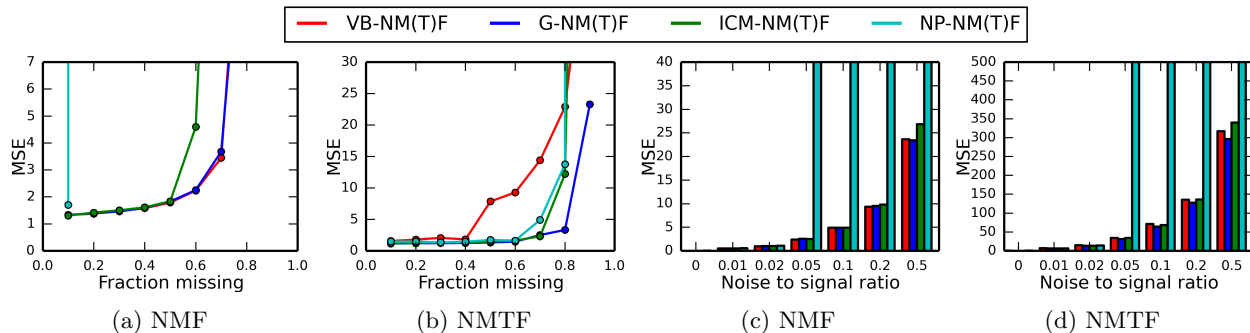 VB-NM(T)F G-NM(T)F ICM-NM(T)F NP-NM(T)F
MSE
7
6
5
4
3
2
1
0
0.0 0.2 0.4 0.6 0.8 1.0
Fraction missing
(a) NMF
MSE
30
25
20
15
10
5
0
0.0 0.2 0.4 0.6 0.8 1.0
Fraction missing
(b) NMTF
MSE
40
35
30
25
20
15
10
5
0
0 0.01 0.02 0.05 0.1 0.2 0.5
Noise to signal ratio
(c) NMF
MSE
500
450
400
350
300
250
200
150
100
50
0
0 0.01 0.02 0.05 0.1 0.2 0.5
Noise to signal ratio
(d) NMTF